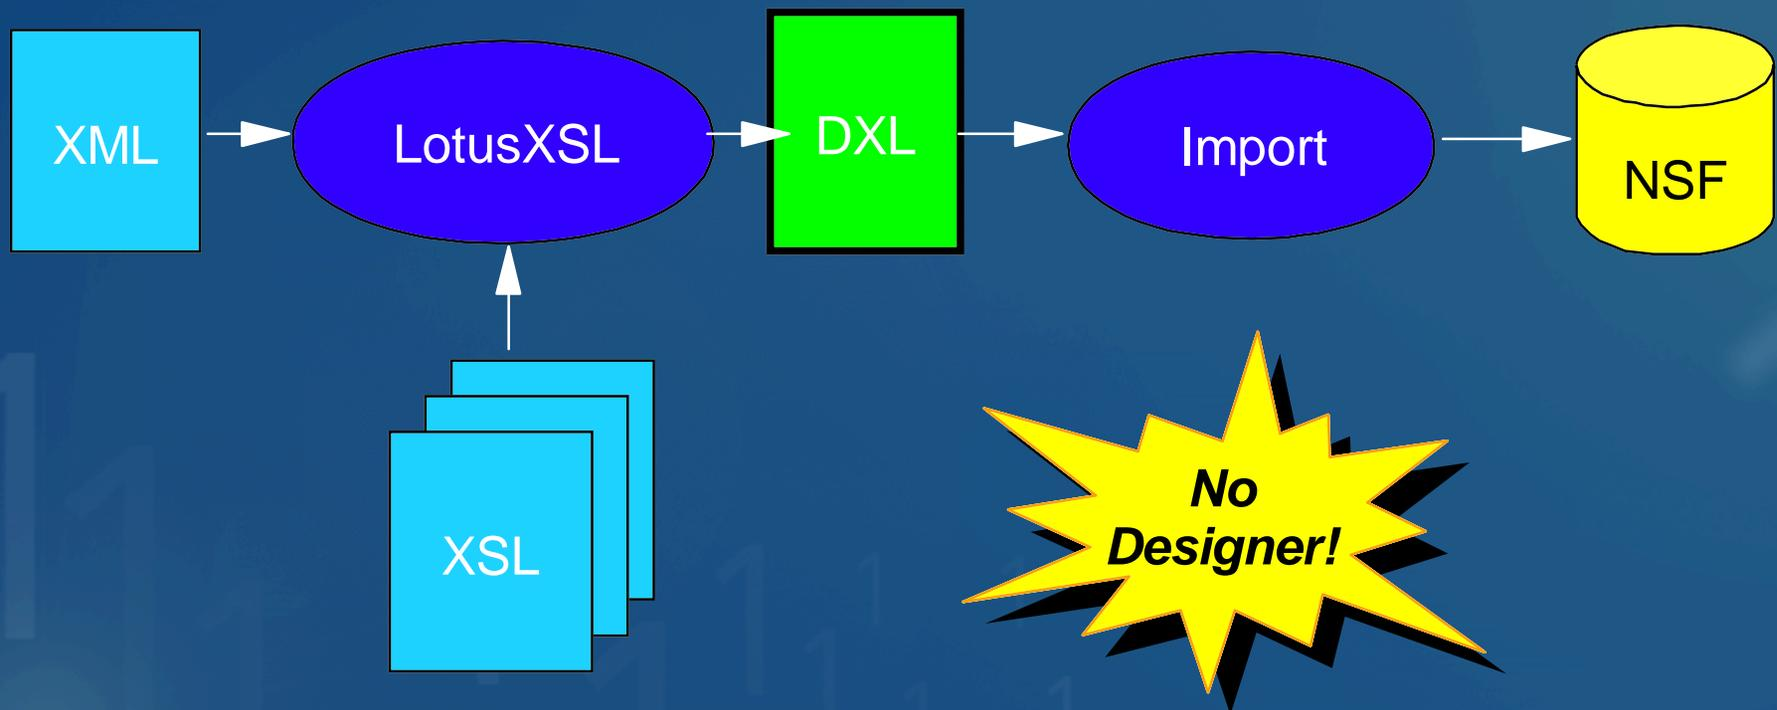 XML
LotusXSL
DXL
Import
NSF
XSL
No
Designer!